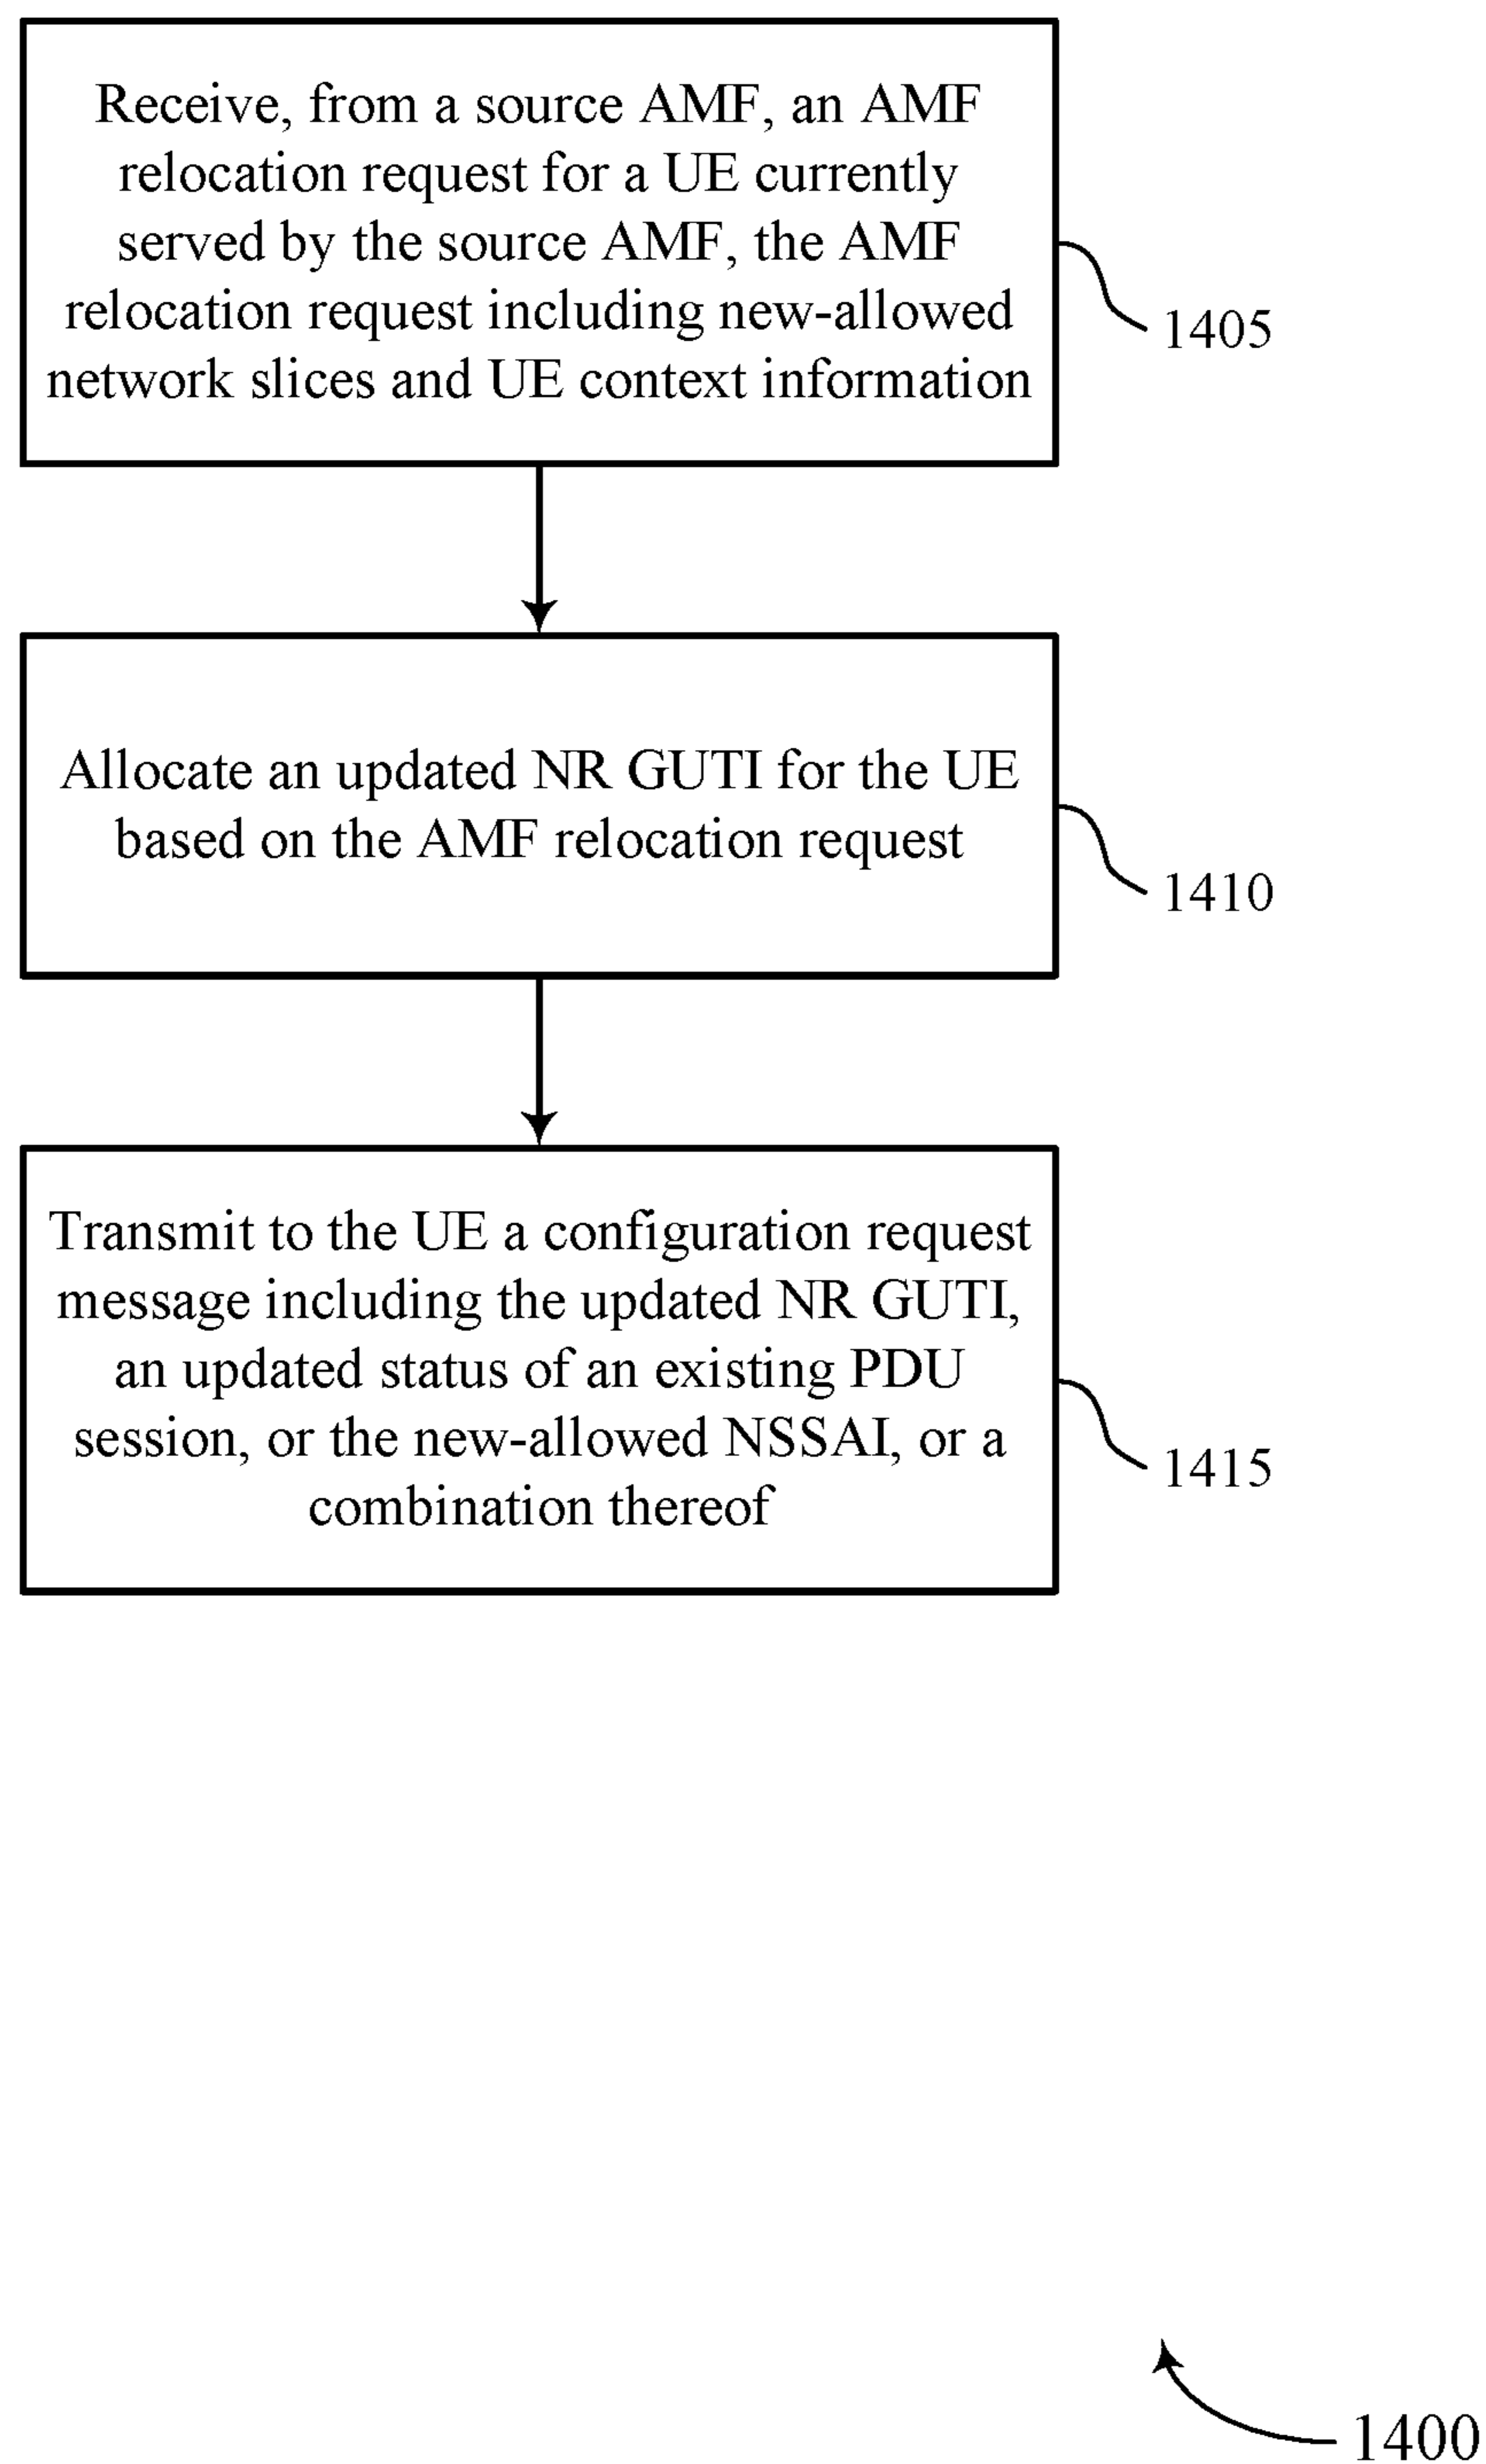 Receive, from a source AMF, an AMF
relocation request for a UE currently
served by the source AMF, the AMF
relocation request including new-allowed
network slices and UE context information
1405
Allocate an updated NR GUTI for the UE
based on the AMF relocation request
1410
Transmit to the UE a configuration request
message including the updated NR GUTI,
an updated status of an existing PDU
session, or the new-allowed NSSAI, or a
combination thereof
1415
1400